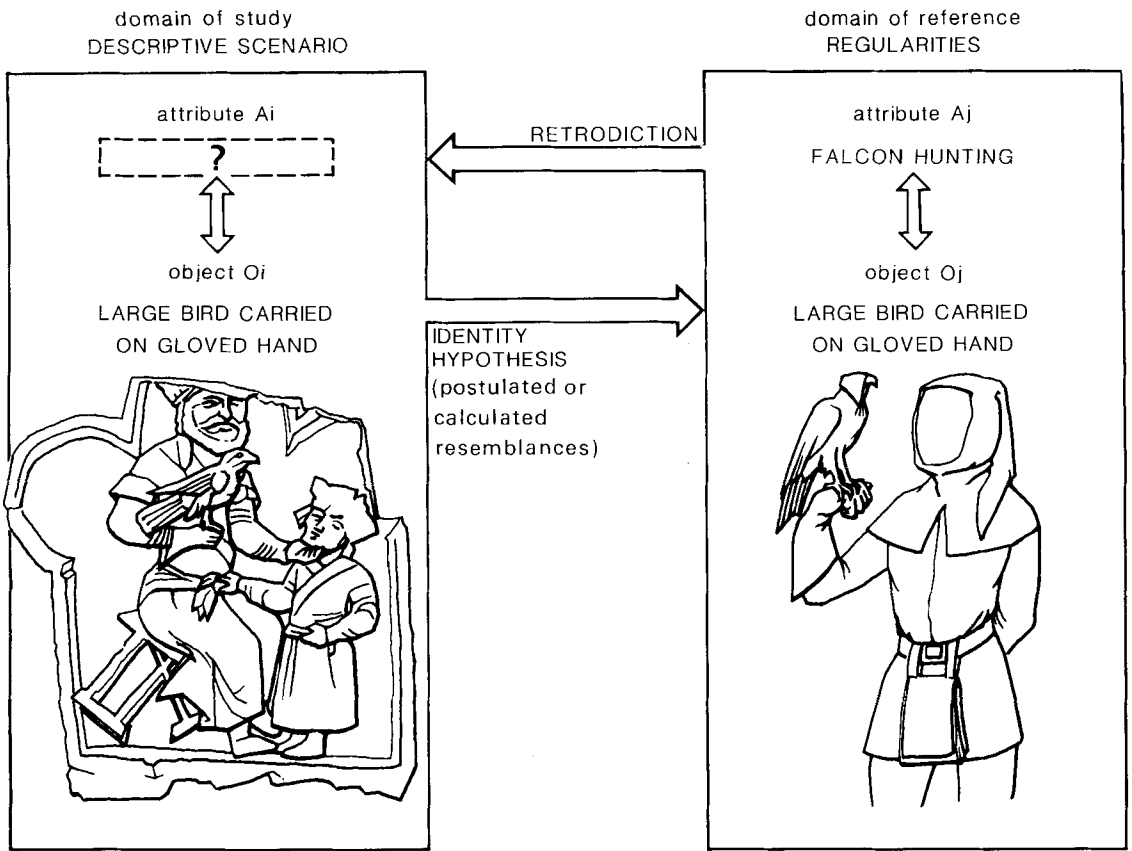 domain of study
DESCRIPTIVE SCENARIO
attribute Ai
?
object Oi
LARGE BIRD CARRIED
ON GLOVED HAND
RETRODICTION
IDENTITY
HYPOTHESIS
(postulated or
calculated
resemblances)
domain of reference
REGULARITIES
attribute Aj
FALCON HUNTING
object Oj
LARGE BIRD CARRIED
ON GLOVED HAND